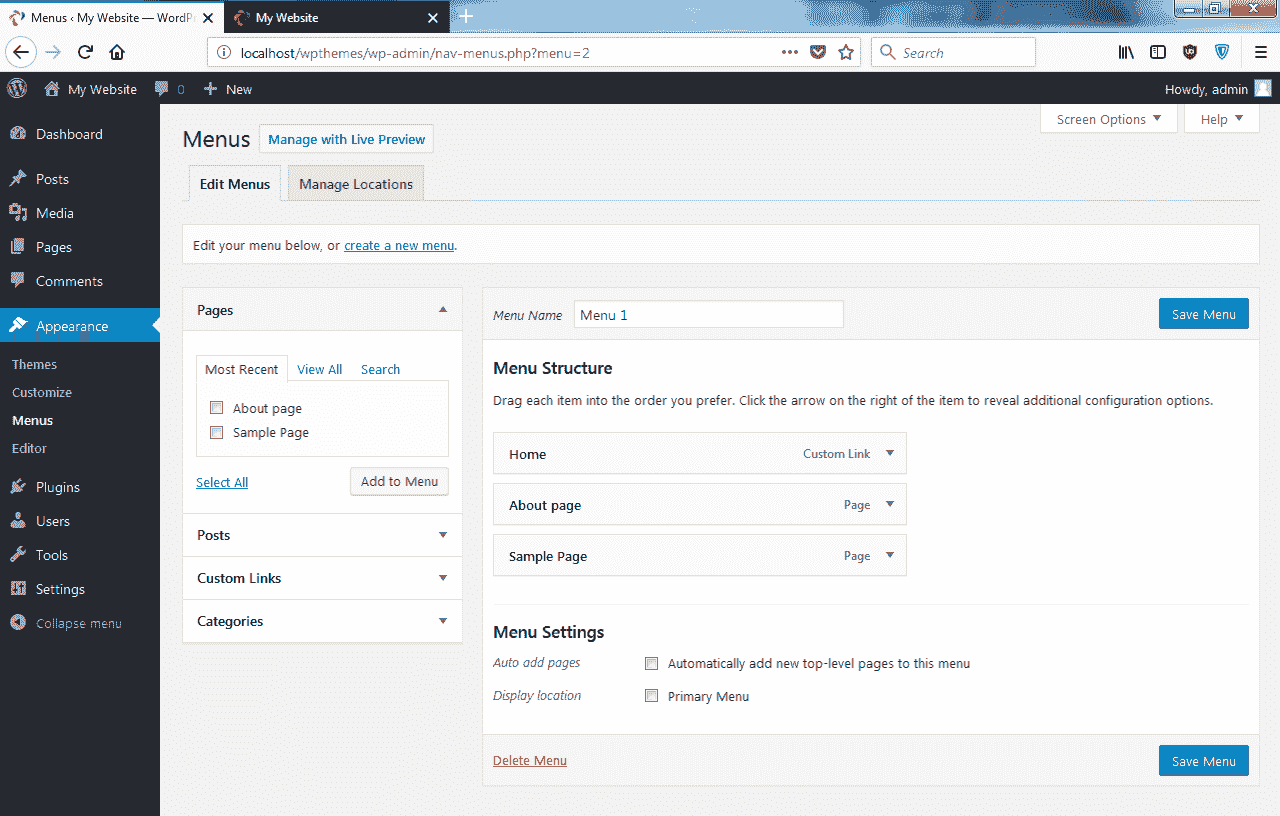 Menus ‹ My Website — WordPr
My Website
localhost/wpthemes/wp-admin/nav-menus.php?menu=2
Search
My Website
0
New
Howdy, admin
Dashboard
Posts
Media
Pages
Comments
Appearance
Themes
Customize
Menus
Editor
Plugins
Users
Tools
Settings
Collapse menu
Screen Options
Help
Menus
Manage with Live Preview
Edit Menus
Manage Locations
Edit your menu below, or create a new menu.
Pages
Most Recent
View All
Search
About page
Sample Page
Select All
Add to Menu
Posts
Custom Links
Categories
Menu Name
Menu 1
Save Menu
Menu Structure
Drag each item into the order you prefer. Click the arrow on the right of the item to reveal additional configuration options.
Home
Custom Link
About page
Page
Sample Page
Page
Menu Settings
Auto add pages
Automatically add new top-level pages to this menu
Display location
Primary Menu
Delete Menu
Save Menu